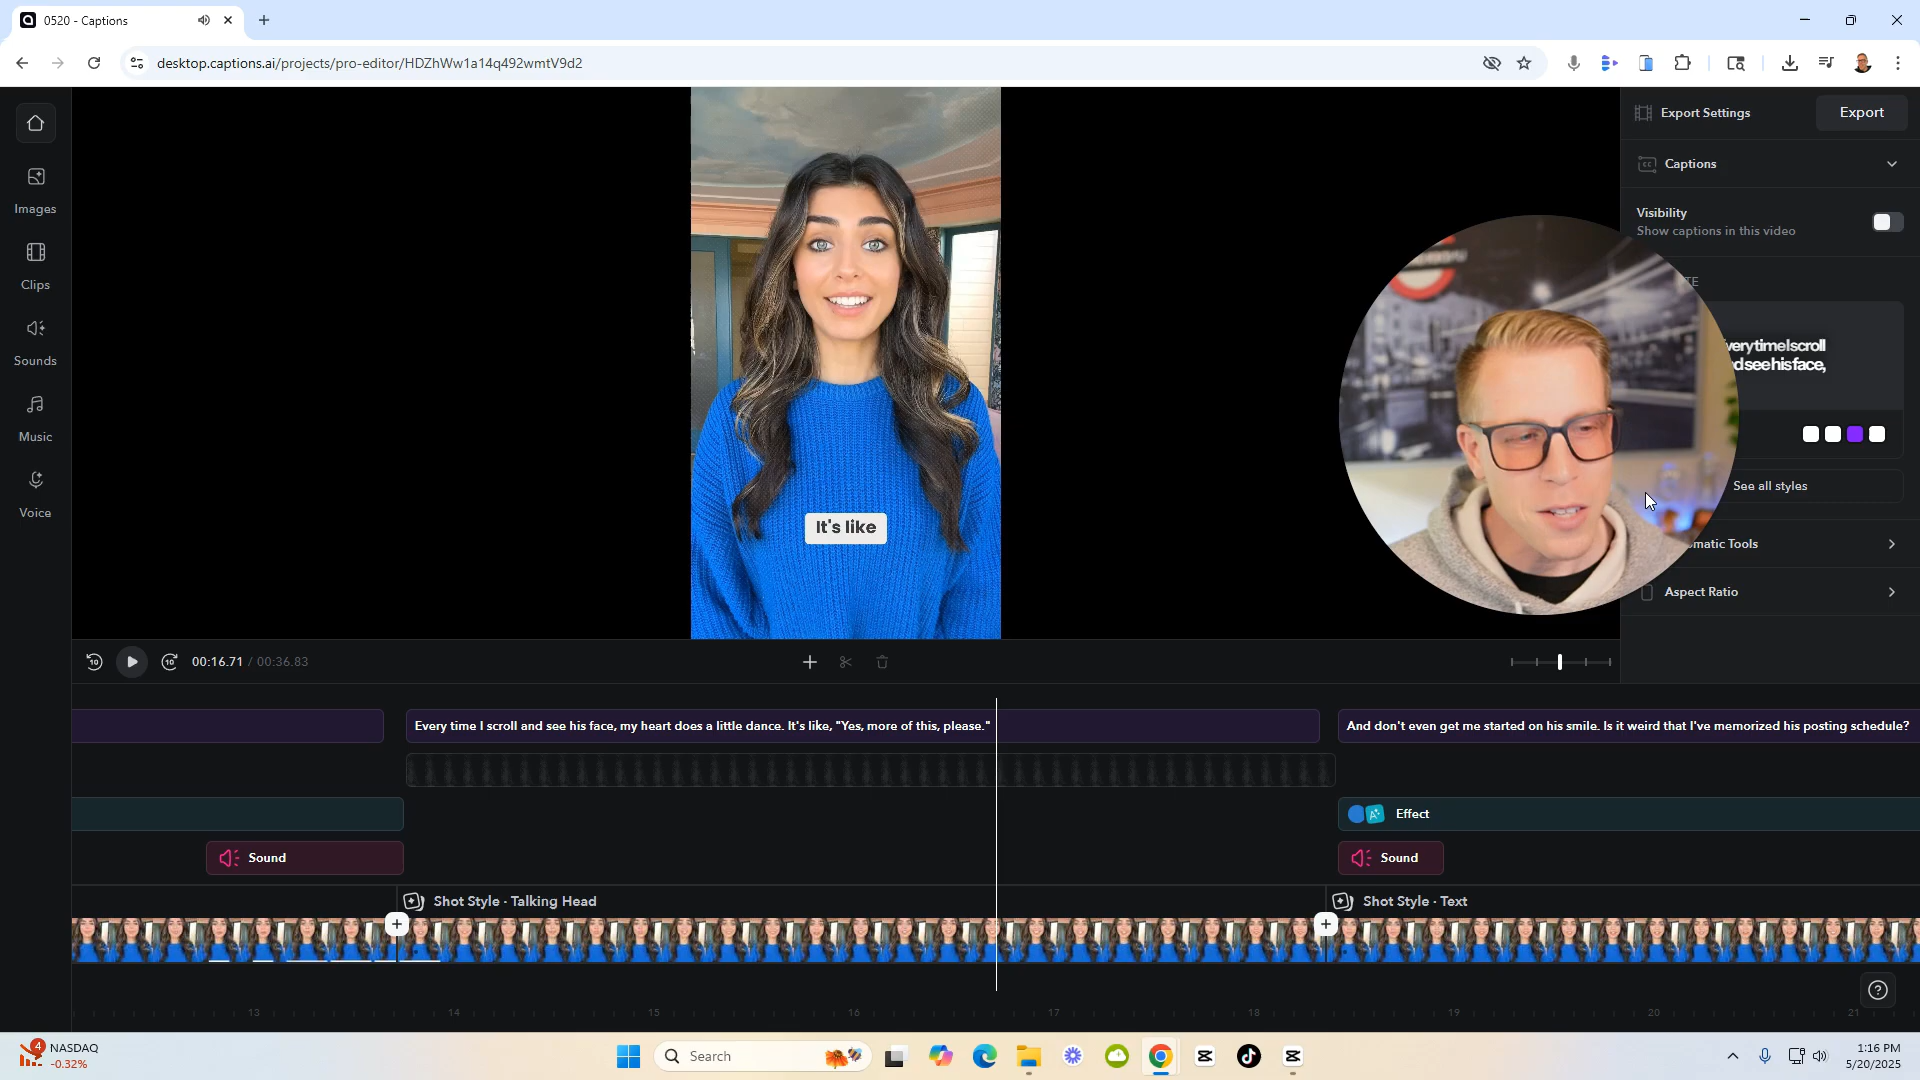 0520 - Captions
desktop.captions.ai/projects/pro-editor/HDZhWw1a14q492wmtV9d2
Images
Clips
Sounds
Music
Voice
It's like
Export Settings
Export
Captions
Visibility
Show captions in this video
See all styles
Aspect Ratio
00:16.71 / 00:36.83
Every time I scroll and see his face, my heart does a little dance. It's like, "Yes, more of this, please."
And don't even get me started on his smile. Is it weird that I've memorized his posting schedule?
Effect
Sound
Sound
Shot Style · Talking Head
Shot Style · Text
13 14 15 16 17 18 19 20 21
4
NASDAQ
-0.32%
Search
1:16 PM
5/20/2025